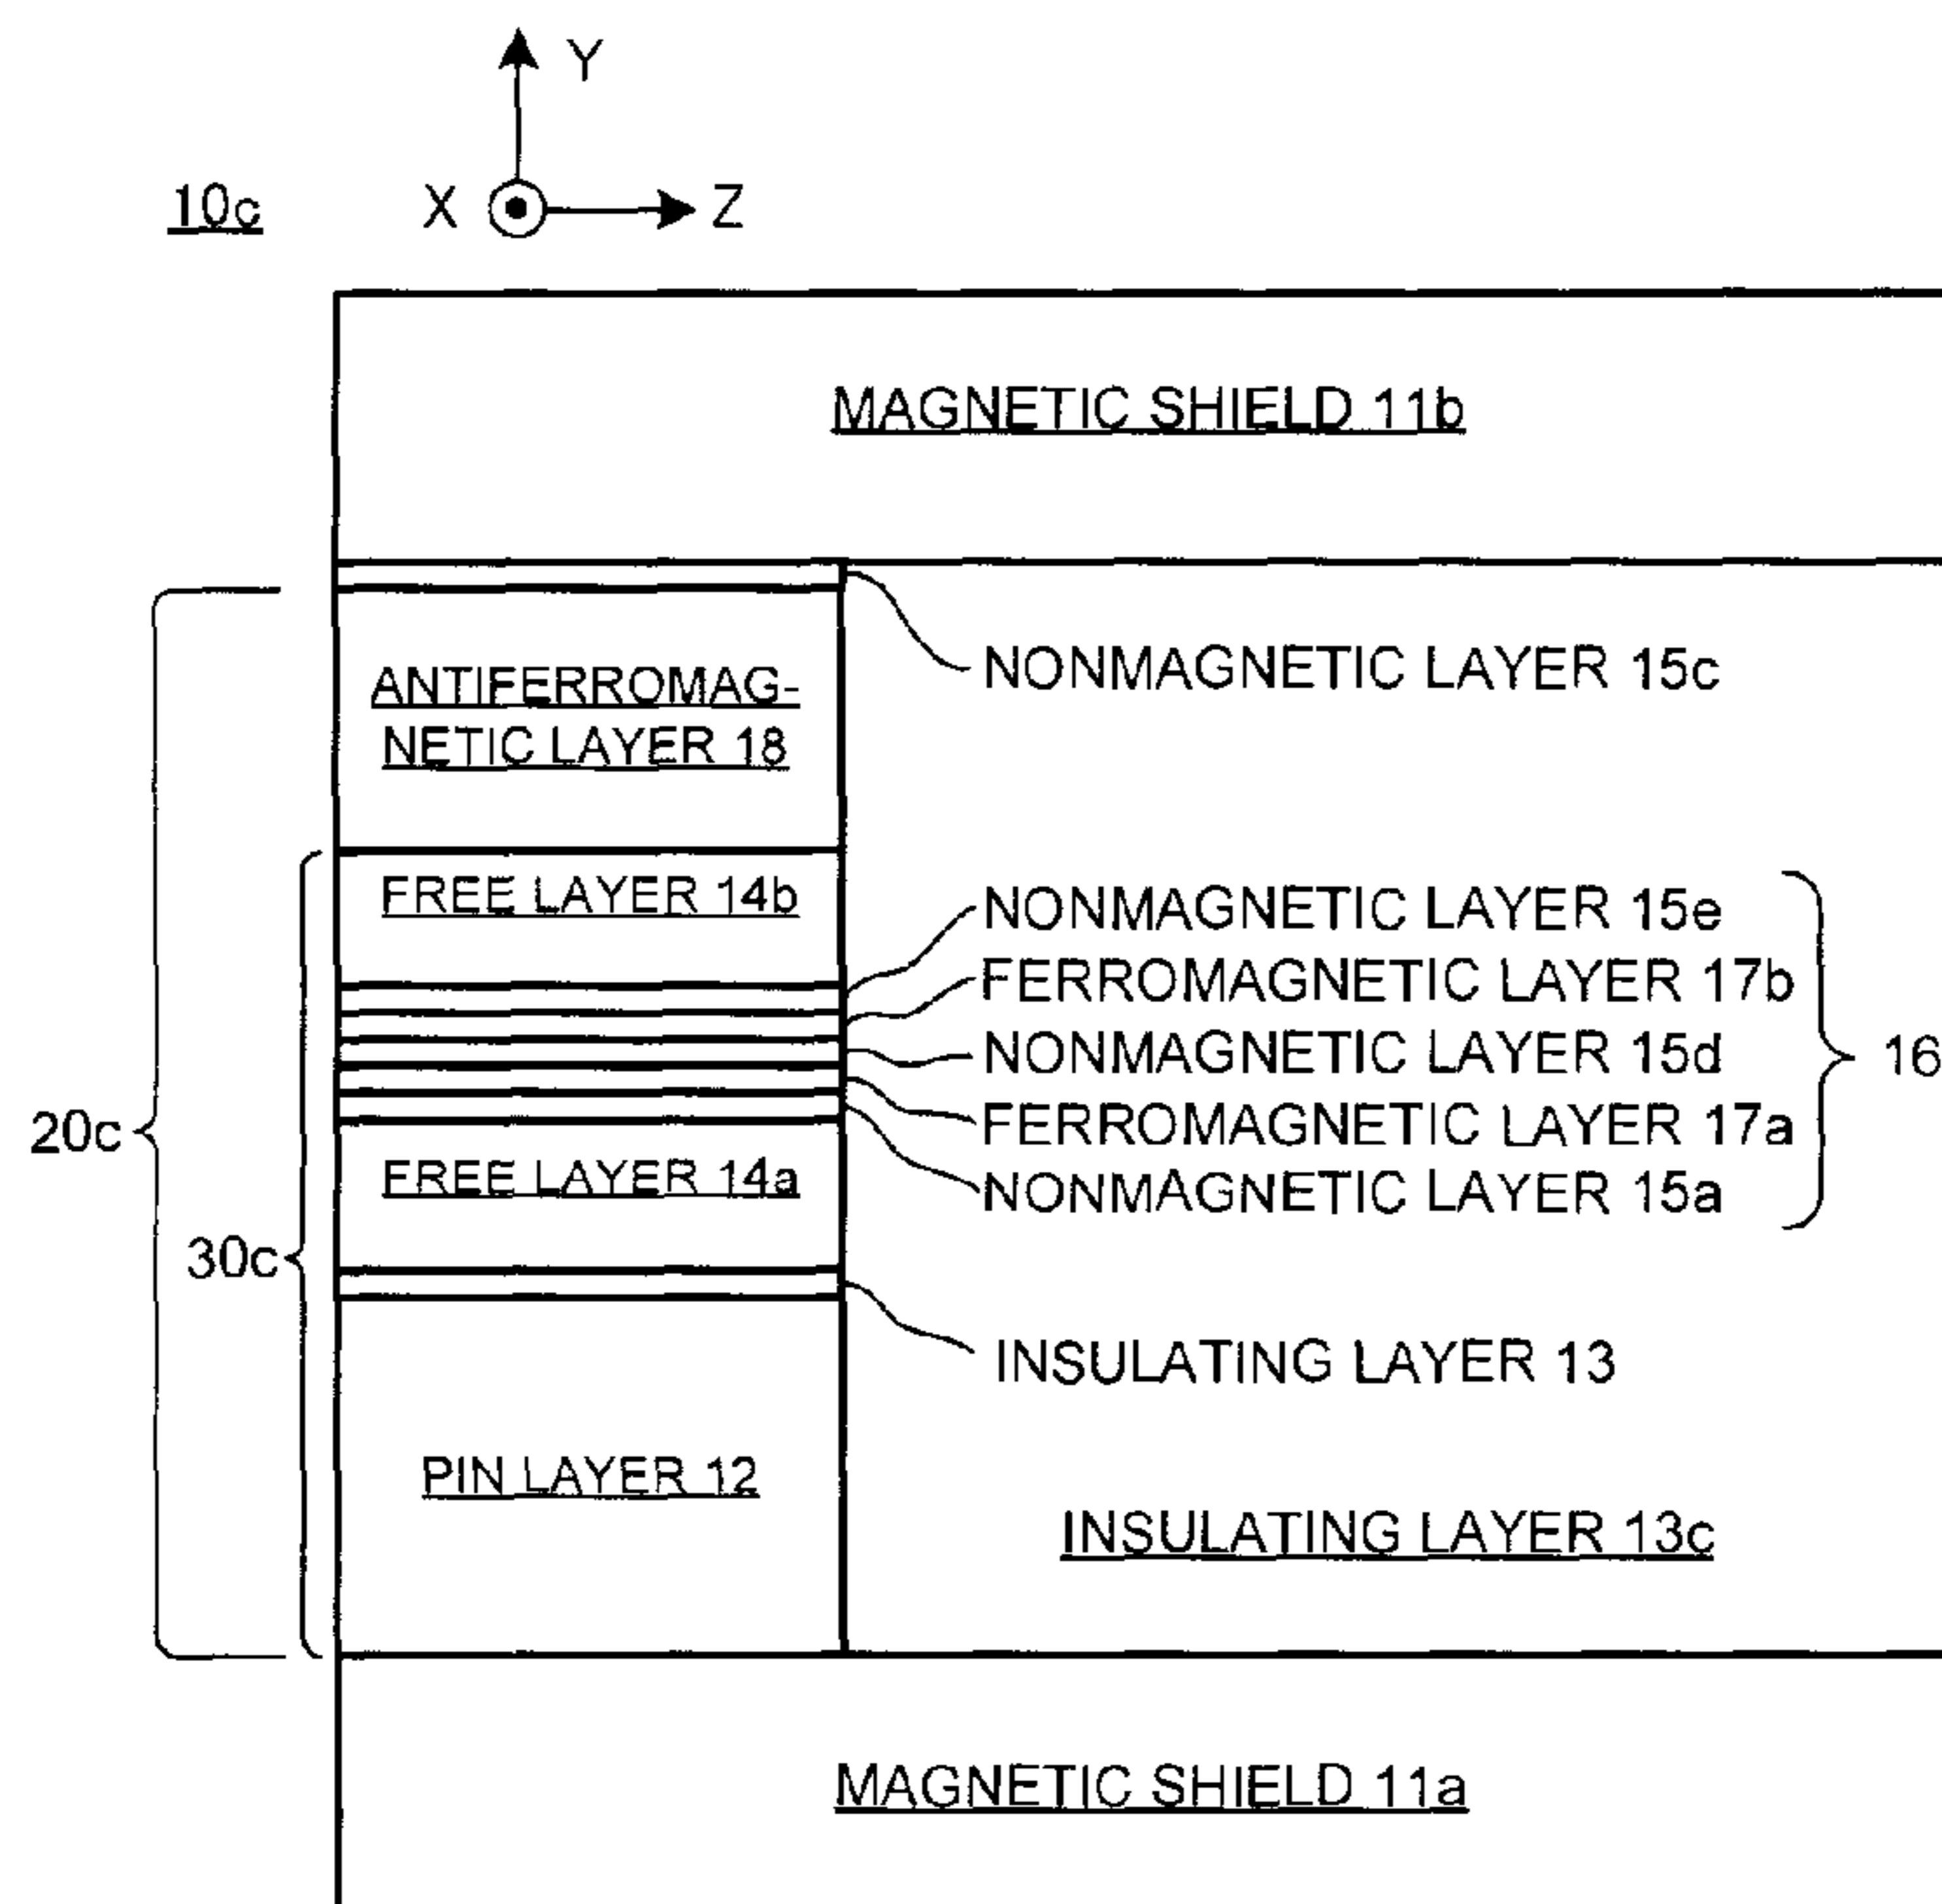 Y
10c
X
Z
MAGNETIC SHIELD 11b
NONMAGNETIC LAYER 15c
ANTIFERROMAG-
NETIC LAYER 18
FREE LAYER 14b
NONMAGNETIC LAYER 15e
FERROMAGNETIC LAYER 17b
NONMAGNETIC LAYER 15d
16
FERROMAGNETIC LAYER 17a
20c
FREE LAYER 14a
NONMAGNETIC LAYER 15a
30c
INSULATING LAYER 13
PIN LAYER 12
INSULATING LAYER 13c
MAGNETIC SHIELD 11a